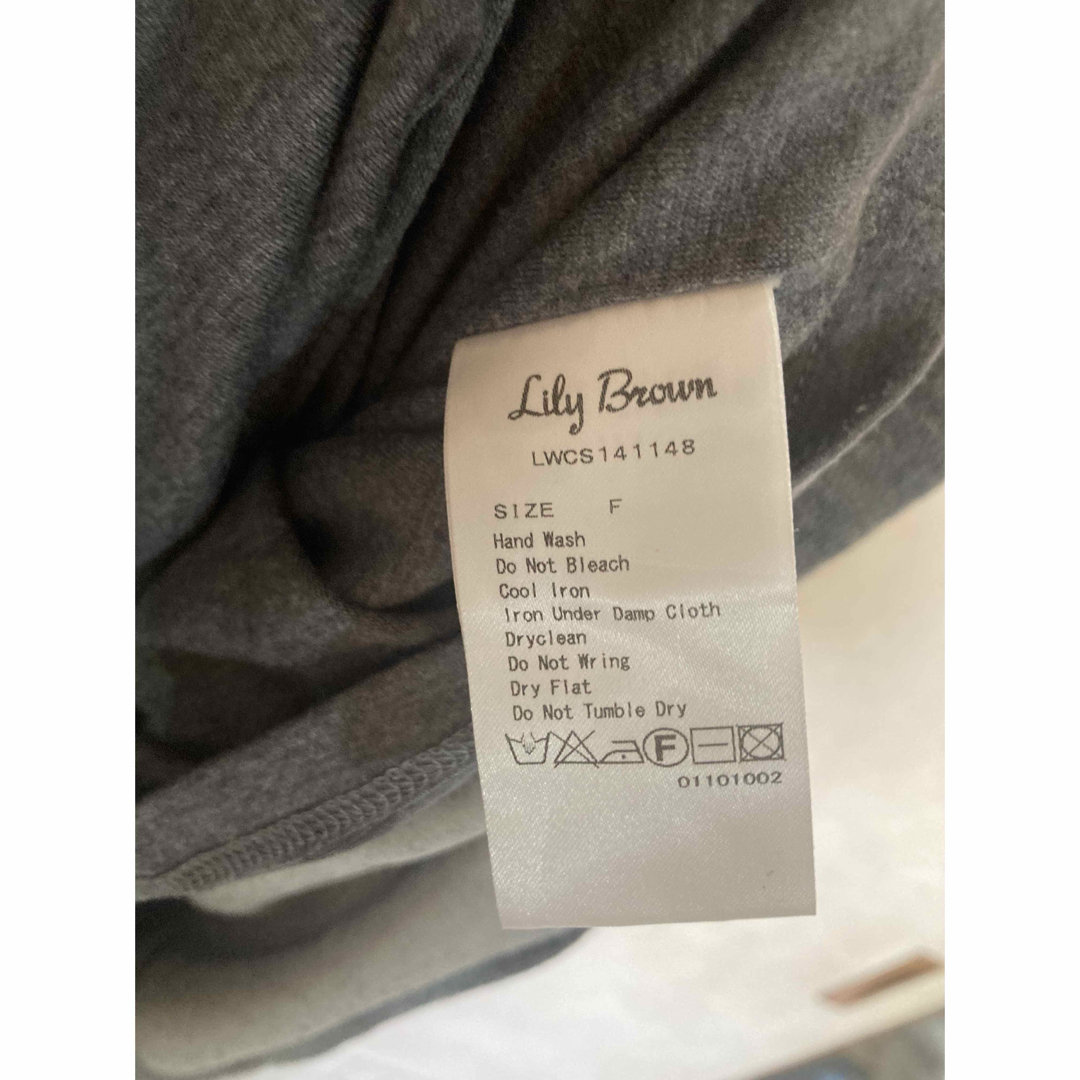 Lily Brown
LWCS141148
SIZE F
Hand Wash
Do Not Bleach
Cool Iron
Iron Under Damp Cloth
Dryclean
Do Not Wring
Dry Flat
Do Not Tumble Dry
F
01101002